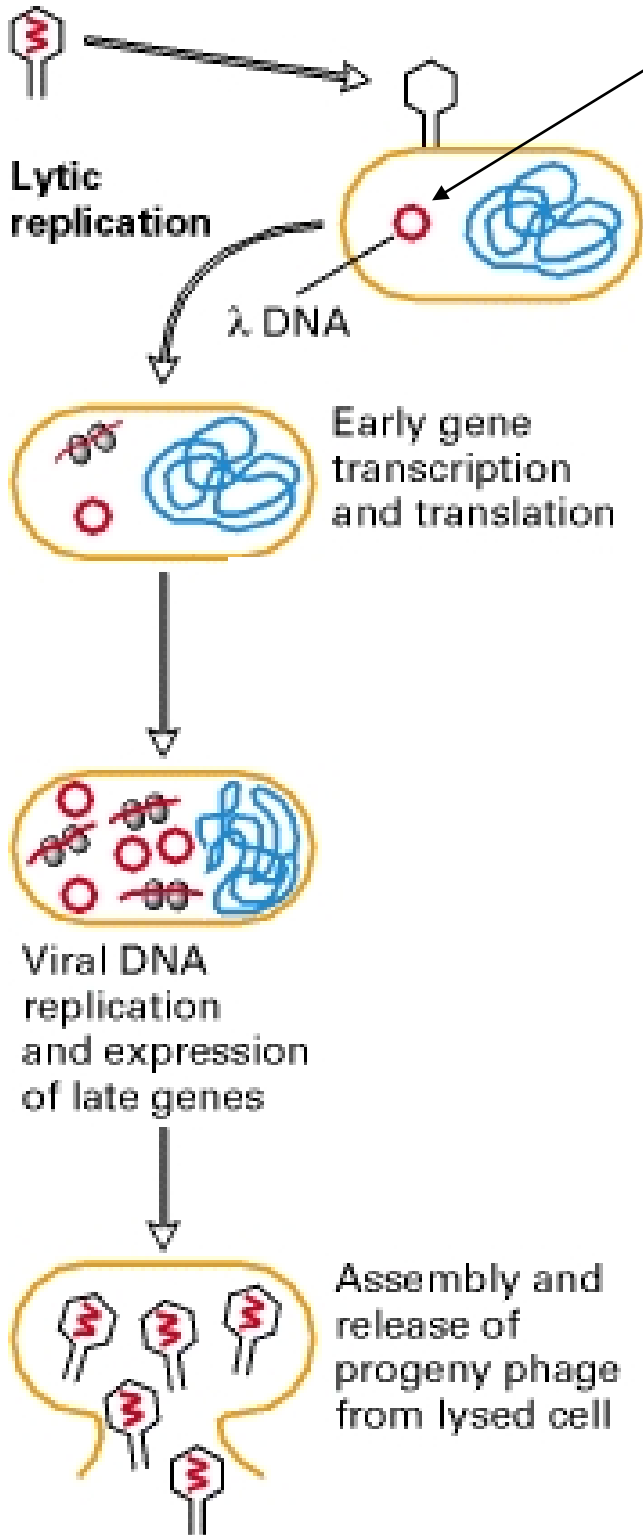 Lytic
replication
λ DNA
Early gene
transcription
and translation
Viral DNA
replication
and expression
of late genes
Assembly and
release of
progeny phage
from lysed cell